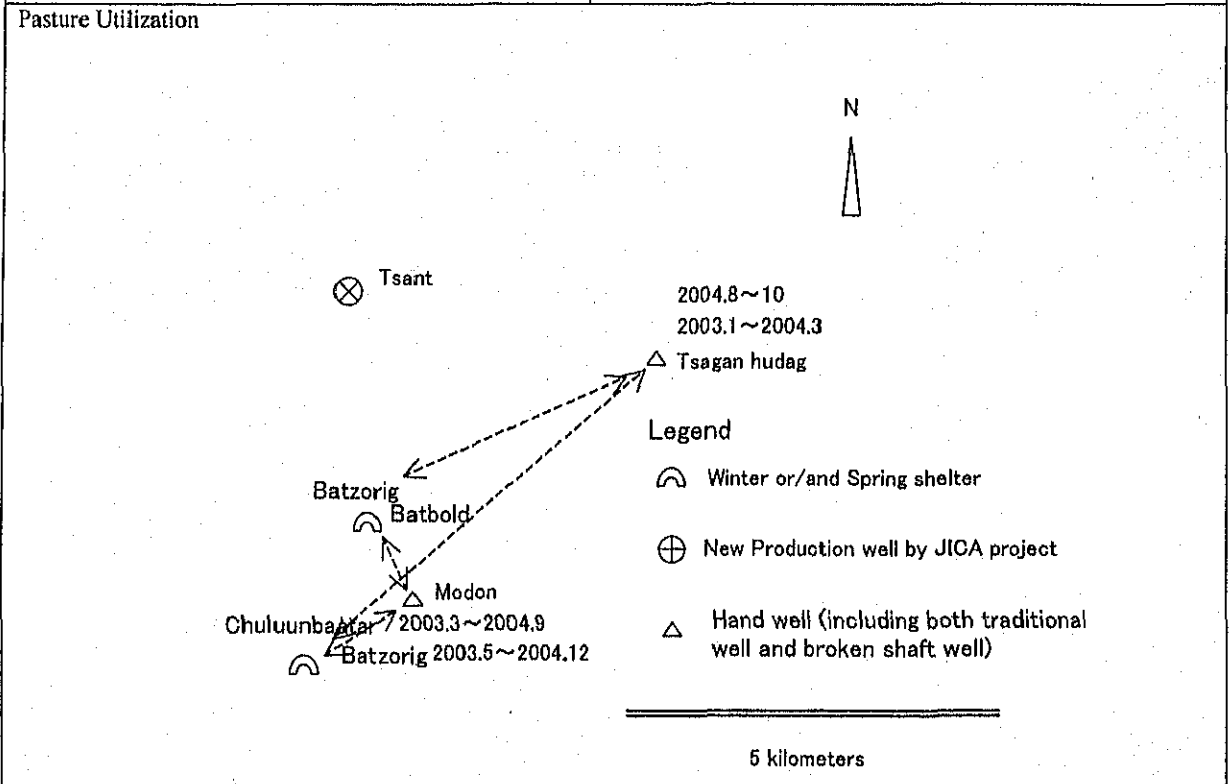 Pasture Utilization
N
Tsant
2004.8～10
2003.1～2004.3
Tsagan hudag
Legend
Winter or/and Spring shelter
Batzorig
Batbold
New Production well by JICA project
Modon
Hand well (including both traditional
well and broken shaft well)
Chuluunbaatar 2003.3～2004.9
Batzorig 2003.5～2004.12
5 kilometers